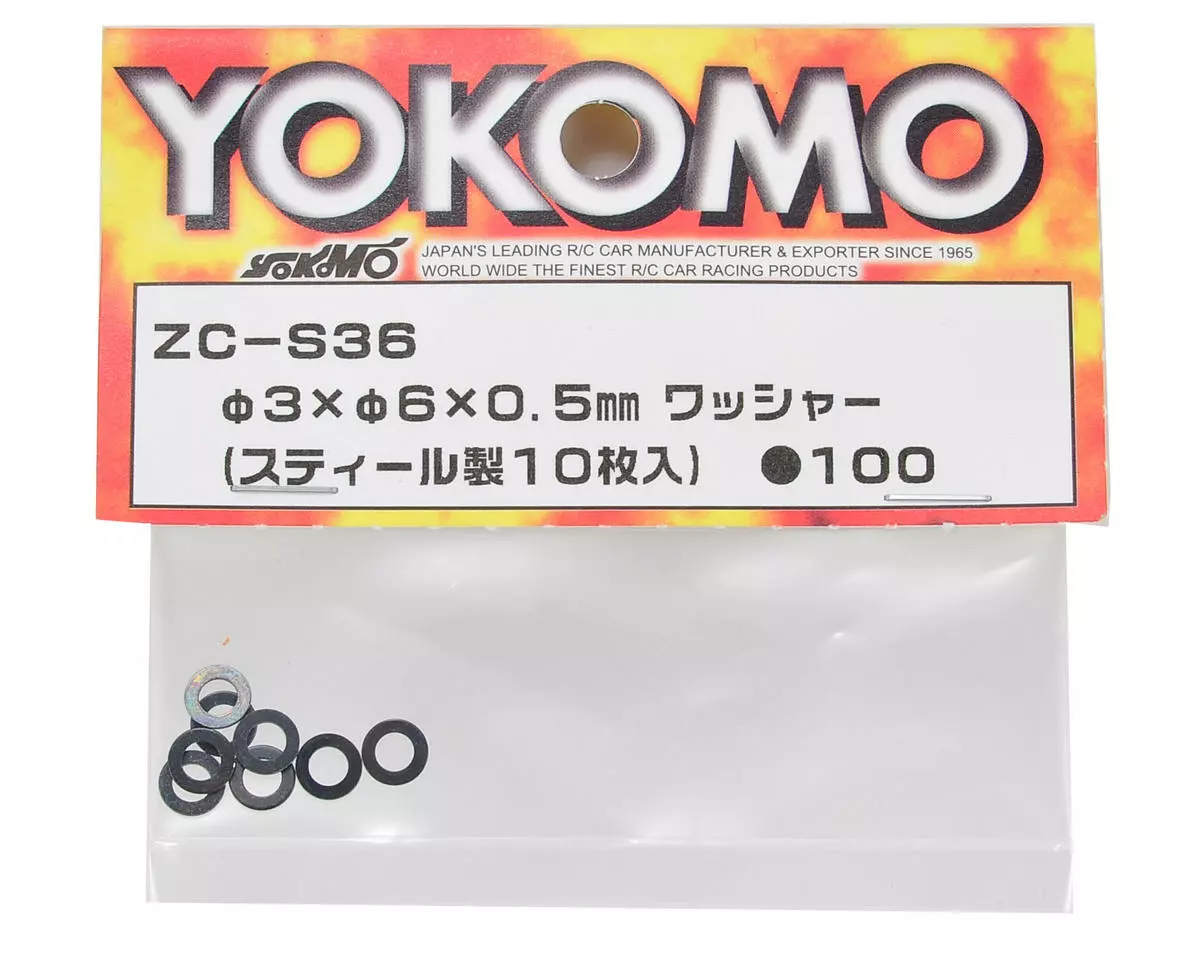 YOKOMO
YOKOMO JAPAN'S LEADING R/C CAR MANUFACTURER & EXPORTER SINCE 1965
WORLD WIDE THE FINEST R/C CAR RACING PRODUCTS
ZC-S36
φ3×φ6×0.5㎜ ワッシャー
(スティール製10枚入) ●100